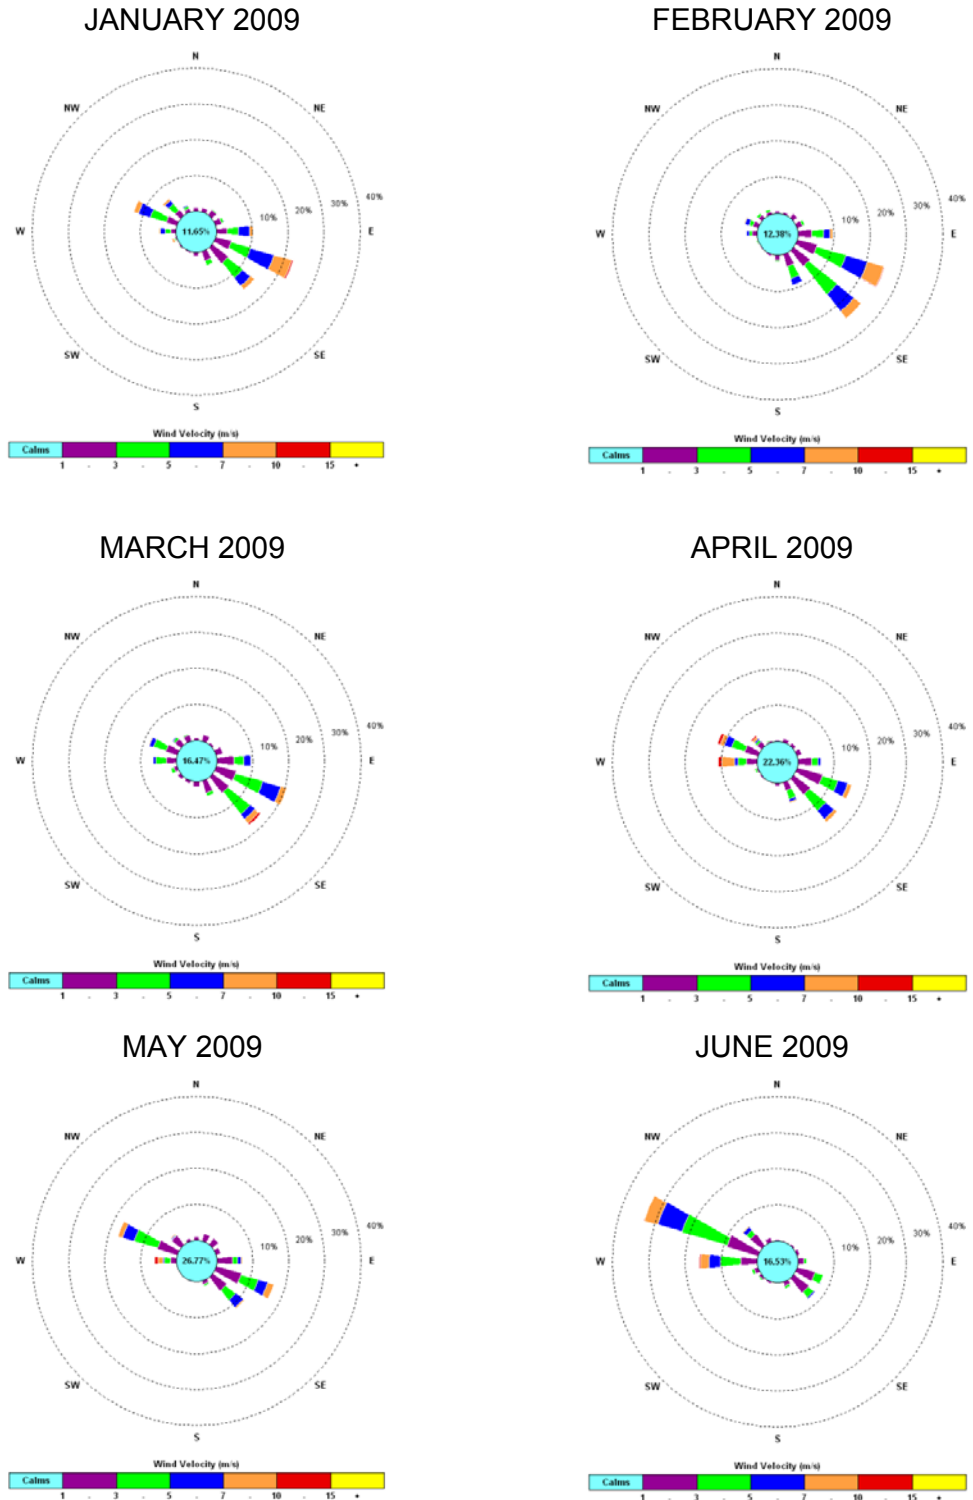 JANUARY 2009
FEBRUARY 2009
N
N
NW
NE
NW
NE
40%
30%
20%
10%
40%
30%
20%
10%
W
11,65%
E
W
12,38%
E
SW
SE
SW
SE
S
S
Wind Velocity (m/s)
Wind Velocity (m/s)
Calms
Calms
1 - 3 - 5 - 7 - 10 - 15 +
1 - 3 - 5 - 7 - 10 - 15 +
MARCH 2009
APRIL 2009
N
N
NW
NE
NW
NE
40%
30%
20%
10%
40%
30%
20%
10%
W
16,47%
E
W
22,36%
E
SW
SE
SW
SE
S
S
Wind Velocity (m/s)
Wind Velocity (m/s)
Calms
Calms
1 - 3 - 5 - 7 - 10 - 15 +
1 - 3 - 5 - 7 - 10 - 15 +
MAY 2009
JUNE 2009
N
N
NW
NE
NW
NE
40%
30%
20%
10%
40%
30%
20%
10%
W
26,77%
E
W
16,53%
E
SW
SE
SW
SE
S
S
Wind Velocity (m/s)
Wind Velocity (m/s)
Calms
Calms
1 - 3 - 5 - 7 - 10 - 15 +
1 - 3 - 5 - 7 - 10 - 15 +